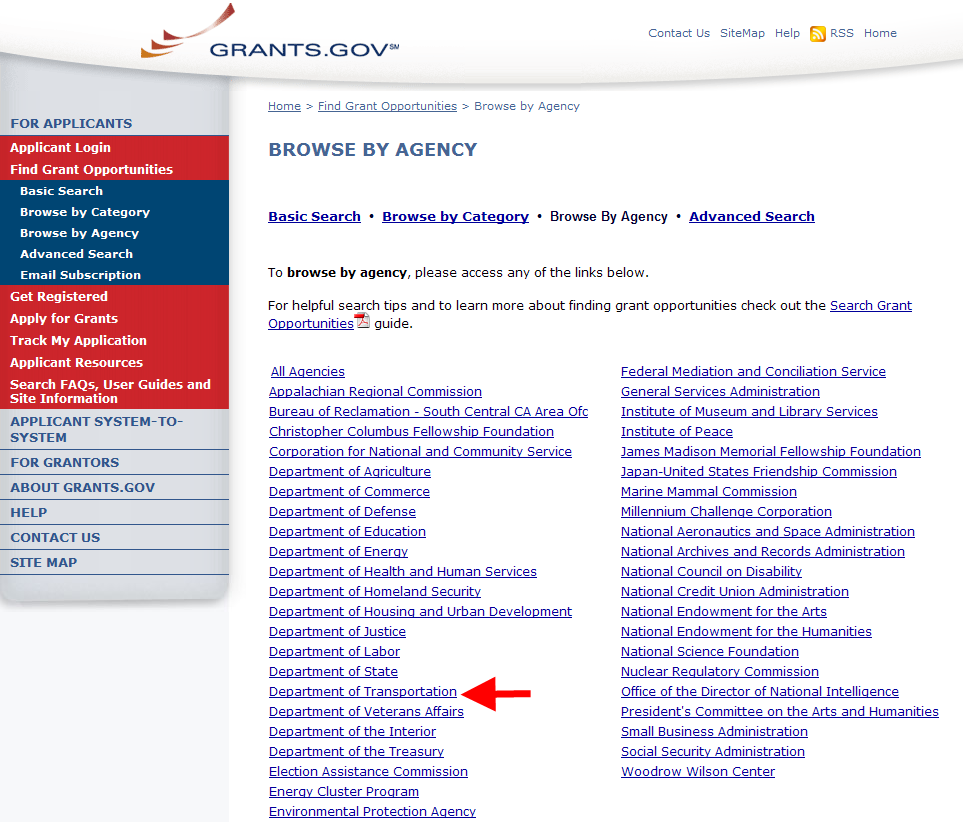 GRANTS.GOV℠
Contact Us SiteMap Help RSS Home
Home > Find Grant Opportunities > Browse by Agency
FOR APPLICANTS
Applicant Login
Find Grant Opportunities
Basic Search
Browse by Category
Browse by Agency
Advanced Search
Email Subscription
Get Registered
Apply for Grants
Track My Application
Applicant Resources
Search FAQs, User Guides and
Site Information
APPLICANT SYSTEM-TO-
SYSTEM
FOR GRANTORS
ABOUT GRANTS.GOV
HELP
CONTACT US
SITE MAP
BROWSE BY AGENCY
Basic Search • Browse by Category • Browse By Agency • Advanced Search
To browse by agency, please access any of the links below.
For helpful search tips and to learn more about finding grant opportunities check out the Search Grant
Opportunities guide.
All Agencies
Appalachian Regional Commission
Bureau of Reclamation - South Central CA Area Ofc
Christopher Columbus Fellowship Foundation
Corporation for National and Community Service
Department of Agriculture
Department of Commerce
Department of Defense
Department of Education
Department of Energy
Department of Health and Human Services
Department of Homeland Security
Department of Housing and Urban Development
Department of Justice
Department of Labor
Department of State
Department of Transportation
Department of Veterans Affairs
Department of the Interior
Department of the Treasury
Election Assistance Commission
Energy Cluster Program
Environmental Protection Agency
Federal Mediation and Conciliation Service
General Services Administration
Institute of Museum and Library Services
Institute of Peace
James Madison Memorial Fellowship Foundation
Japan-United States Friendship Commission
Marine Mammal Commission
Millennium Challenge Corporation
National Aeronautics and Space Administration
National Archives and Records Administration
National Council on Disability
National Credit Union Administration
National Endowment for the Arts
National Endowment for the Humanities
National Science Foundation
Nuclear Regulatory Commission
Office of the Director of National Intelligence
President's Committee on the Arts and Humanities
Small Business Administration
Social Security Administration
Woodrow Wilson Center